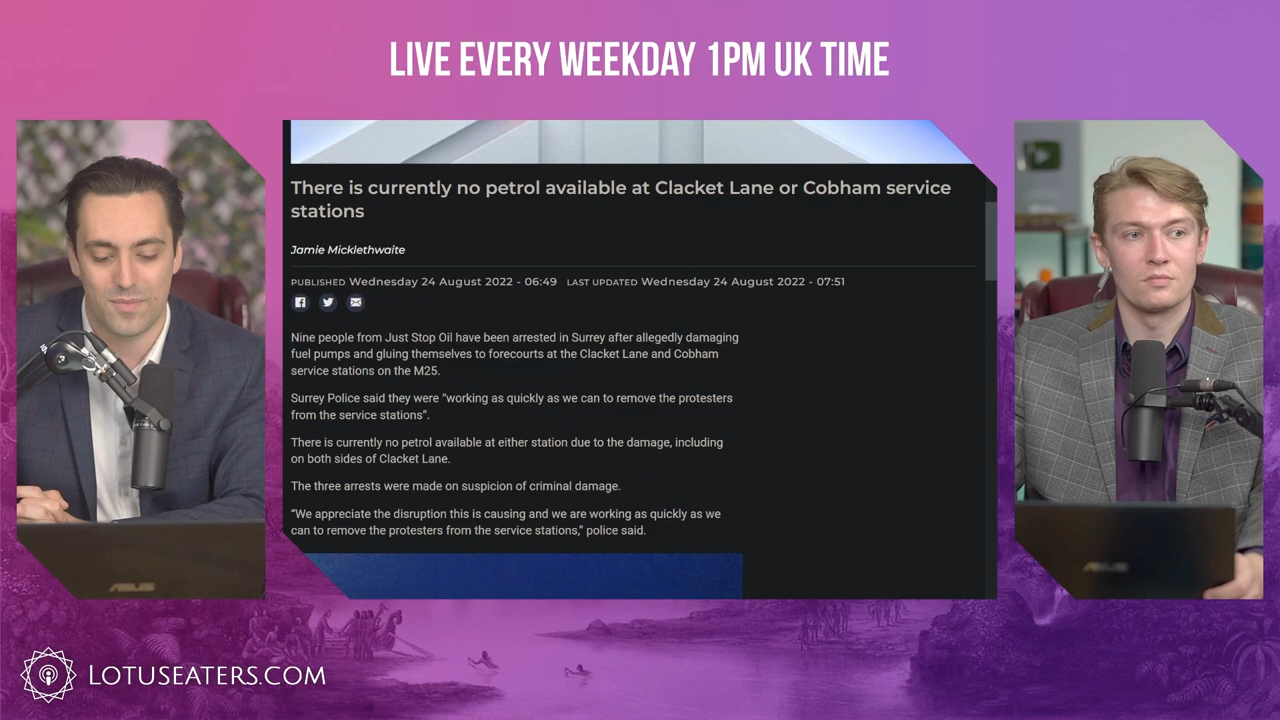 LIVE EVERY WEEKDAY 1PM UK TIME
There is currently no petrol available at Clacket Lane or Cobham service
stations
Jamie Micklethwaite
PUBLISHED Wednesday 24 August 2022 - 06:49 LAST UPDATED Wednesday 24 August 2022 - 07:51
Nine people from Just Stop Oil have been arrested in Surrey after allegedly damaging
fuel pumps and gluing themselves to forecourts at the Clacket Lane and Cobham
service stations on the M25.
Surrey Police said they were “working as quickly as we can to remove the protesters
from the service stations”.
There is currently no petrol available at either station due to the damage, including
on both sides of Clacket Lane.
The three arrests were made on suspicion of criminal damage.
“We appreciate the disruption this is causing and we are working as quickly as we
can to remove the protesters from the service stations,” police said.
ASUS
ASUS
LOTUSEATERS.COM